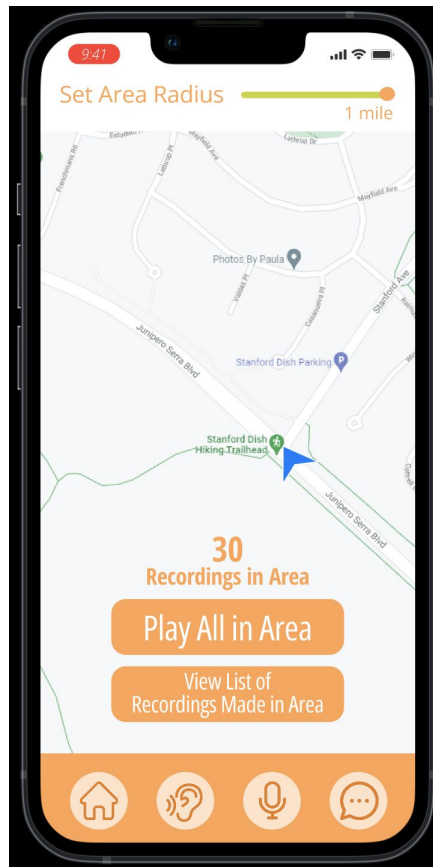 9:41
Set Area Radius
1 mile
Lathrop Dr
Mayfield Ave
Frenchmans Rd
Lathrop Pl
Photos By Paula
Valdez Pl
Casanueva Pl
Stanford Ave
Stanford Dish Parking
P
Junipero Serra Blvd
Stanford Dish
Hiking Trailhead
Junipero Serra Blvd
30
Recordings in Area
Play All in Area
View List of
Recordings Made in Area